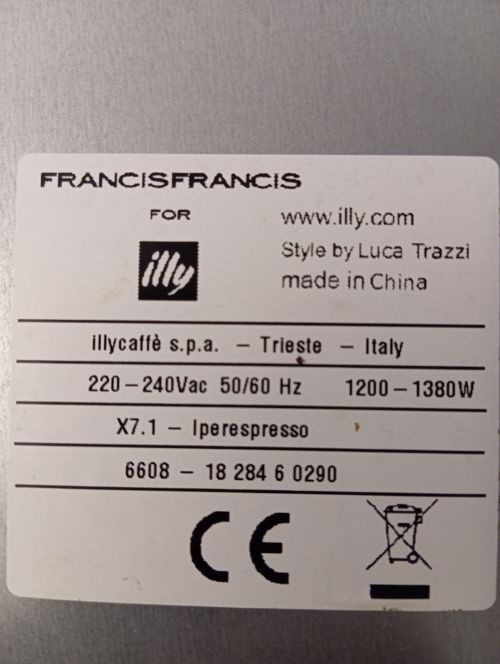 FRANCISFRANCIS
FOR
illy
www.illy.com
Style by Luca Trazzi
made in China
illycaffè s.p.a. – Trieste – Italy
220–240Vac 50/60 Hz 1200–1380W
X7.1 – Iperespresso
6608 – 18 284 6 0290
CE